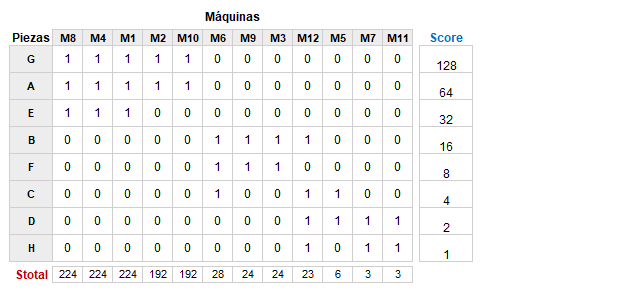 Máquinas
Piezas M8 M4 M1 M2 M10 M6 M9 M3 M12 M5 M7 M11 Score
G 1 1 1 1 1 0 0 0 0 0 0 0 128
A 1 1 1 1 1 0 0 0 0 0 0 0 64
E 1 1 1 0 0 0 0 0 0 0 0 0 32
B 0 0 0 0 0 1 1 1 1 0 0 0 16
F 0 0 0 0 0 1 1 1 0 0 0 0 8
C 0 0 0 0 0 1 0 0 1 1 0 0 4
D 0 0 0 0 0 0 0 0 1 1 1 1 2
H 0 0 0 0 0 0 0 0 1 0 1 1 1
Stotal 224 224 224 192 192 28 24 24 23 6 3 3